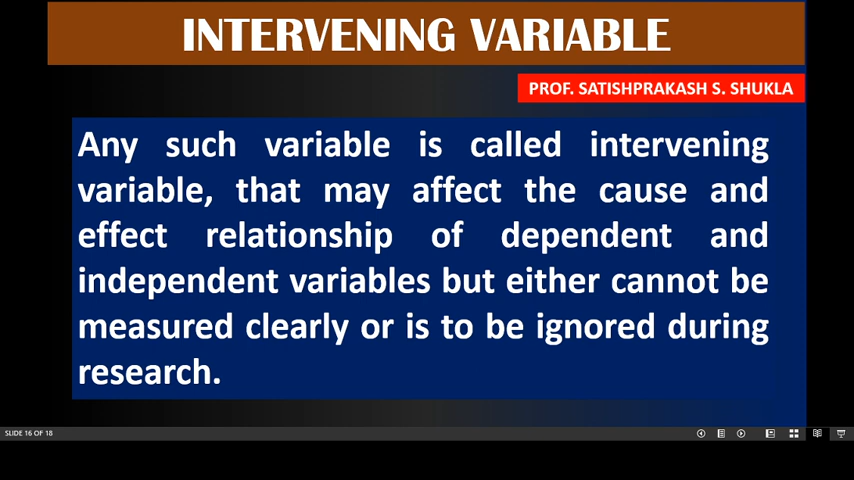 INTERVENING VARIABLE
PROF. SATISHPRAKASH S. SHUKLA
Any such variable is called intervening
variable, that may affect the cause and
effect relationship of dependent and
independent variables but either cannot be
measured clearly or is to be ignored during
research.
SLIDE 16 OF 18